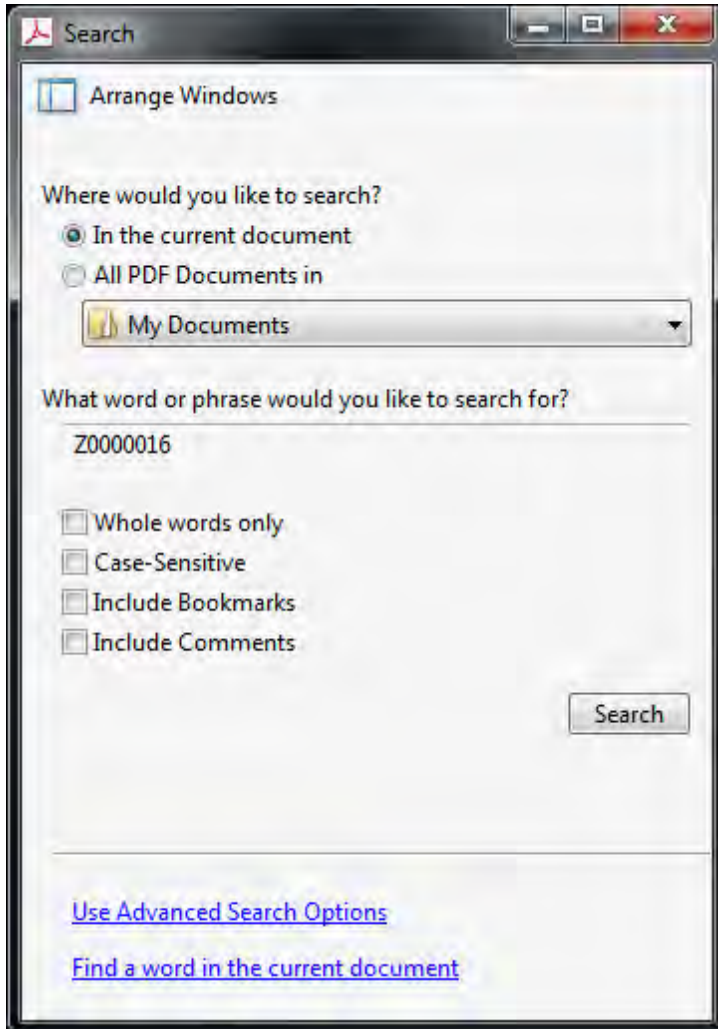 Search
Arrange Windows
Where would you like to search?
In the current document
All PDF Documents in
My Documents
What word or phrase would you like to search for?
Z0000016
Whole words only
Case-Sensitive
Include Bookmarks
Include Comments
Search
Use Advanced Search Options
Find a word in the current document